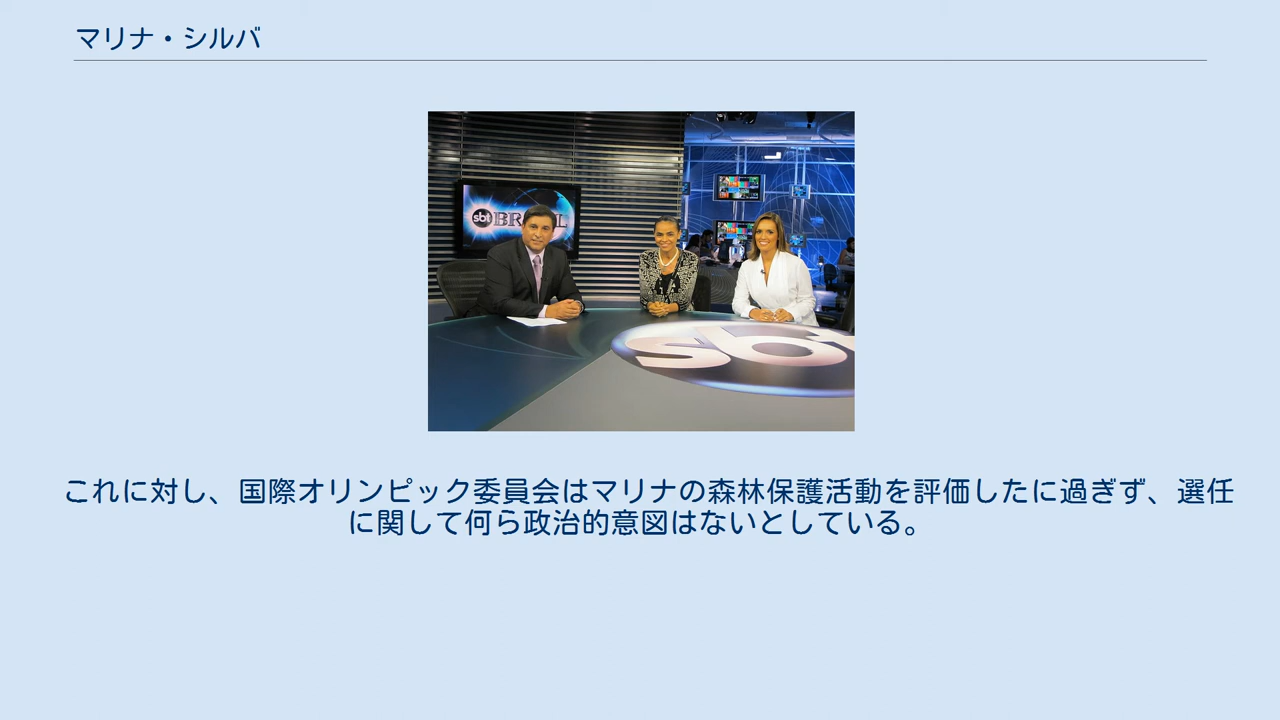 マリナ・シルバ
sbt BR
sbt
これに対し、国際オリンピック委員会はマリナの森林保護活動を評価したに過ぎず、選任
に関して何ら政治的意図はないとしている。